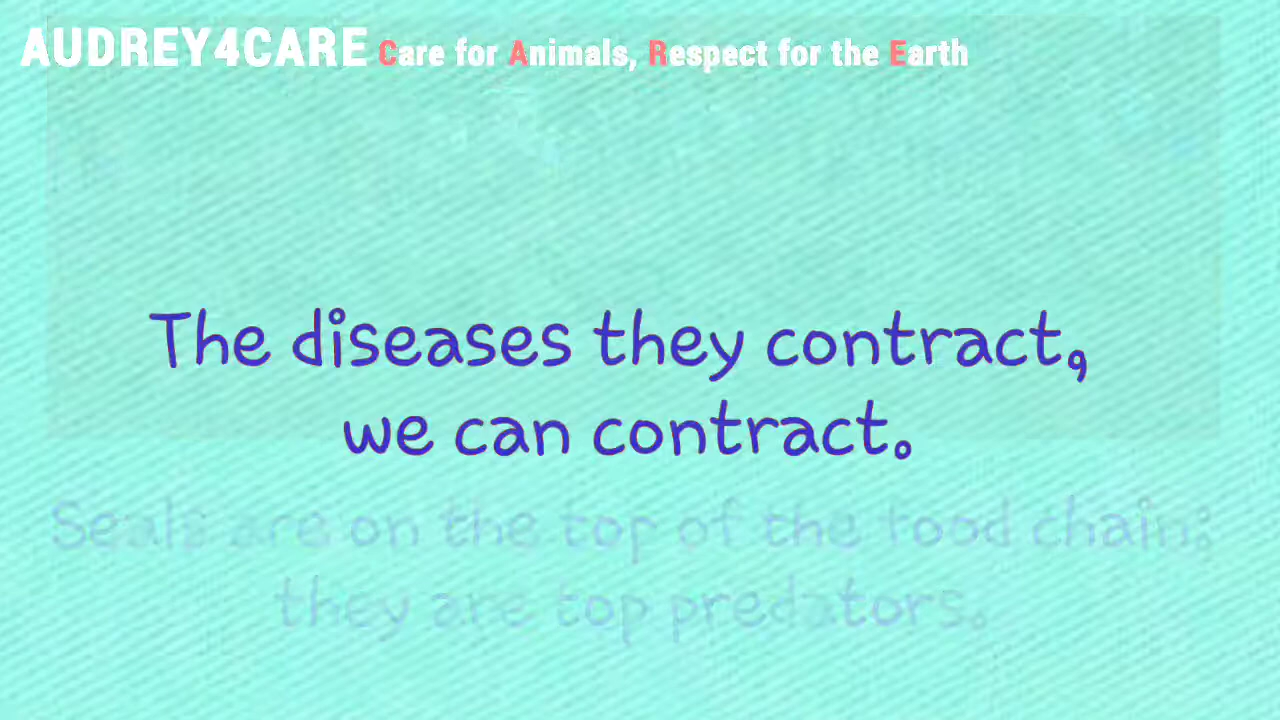 AUDREY4CARE Care for Animals, Respect for the Earth
The diseases they contract,
we can contract.
Seals are on the top of the food chain;
they are top predators.